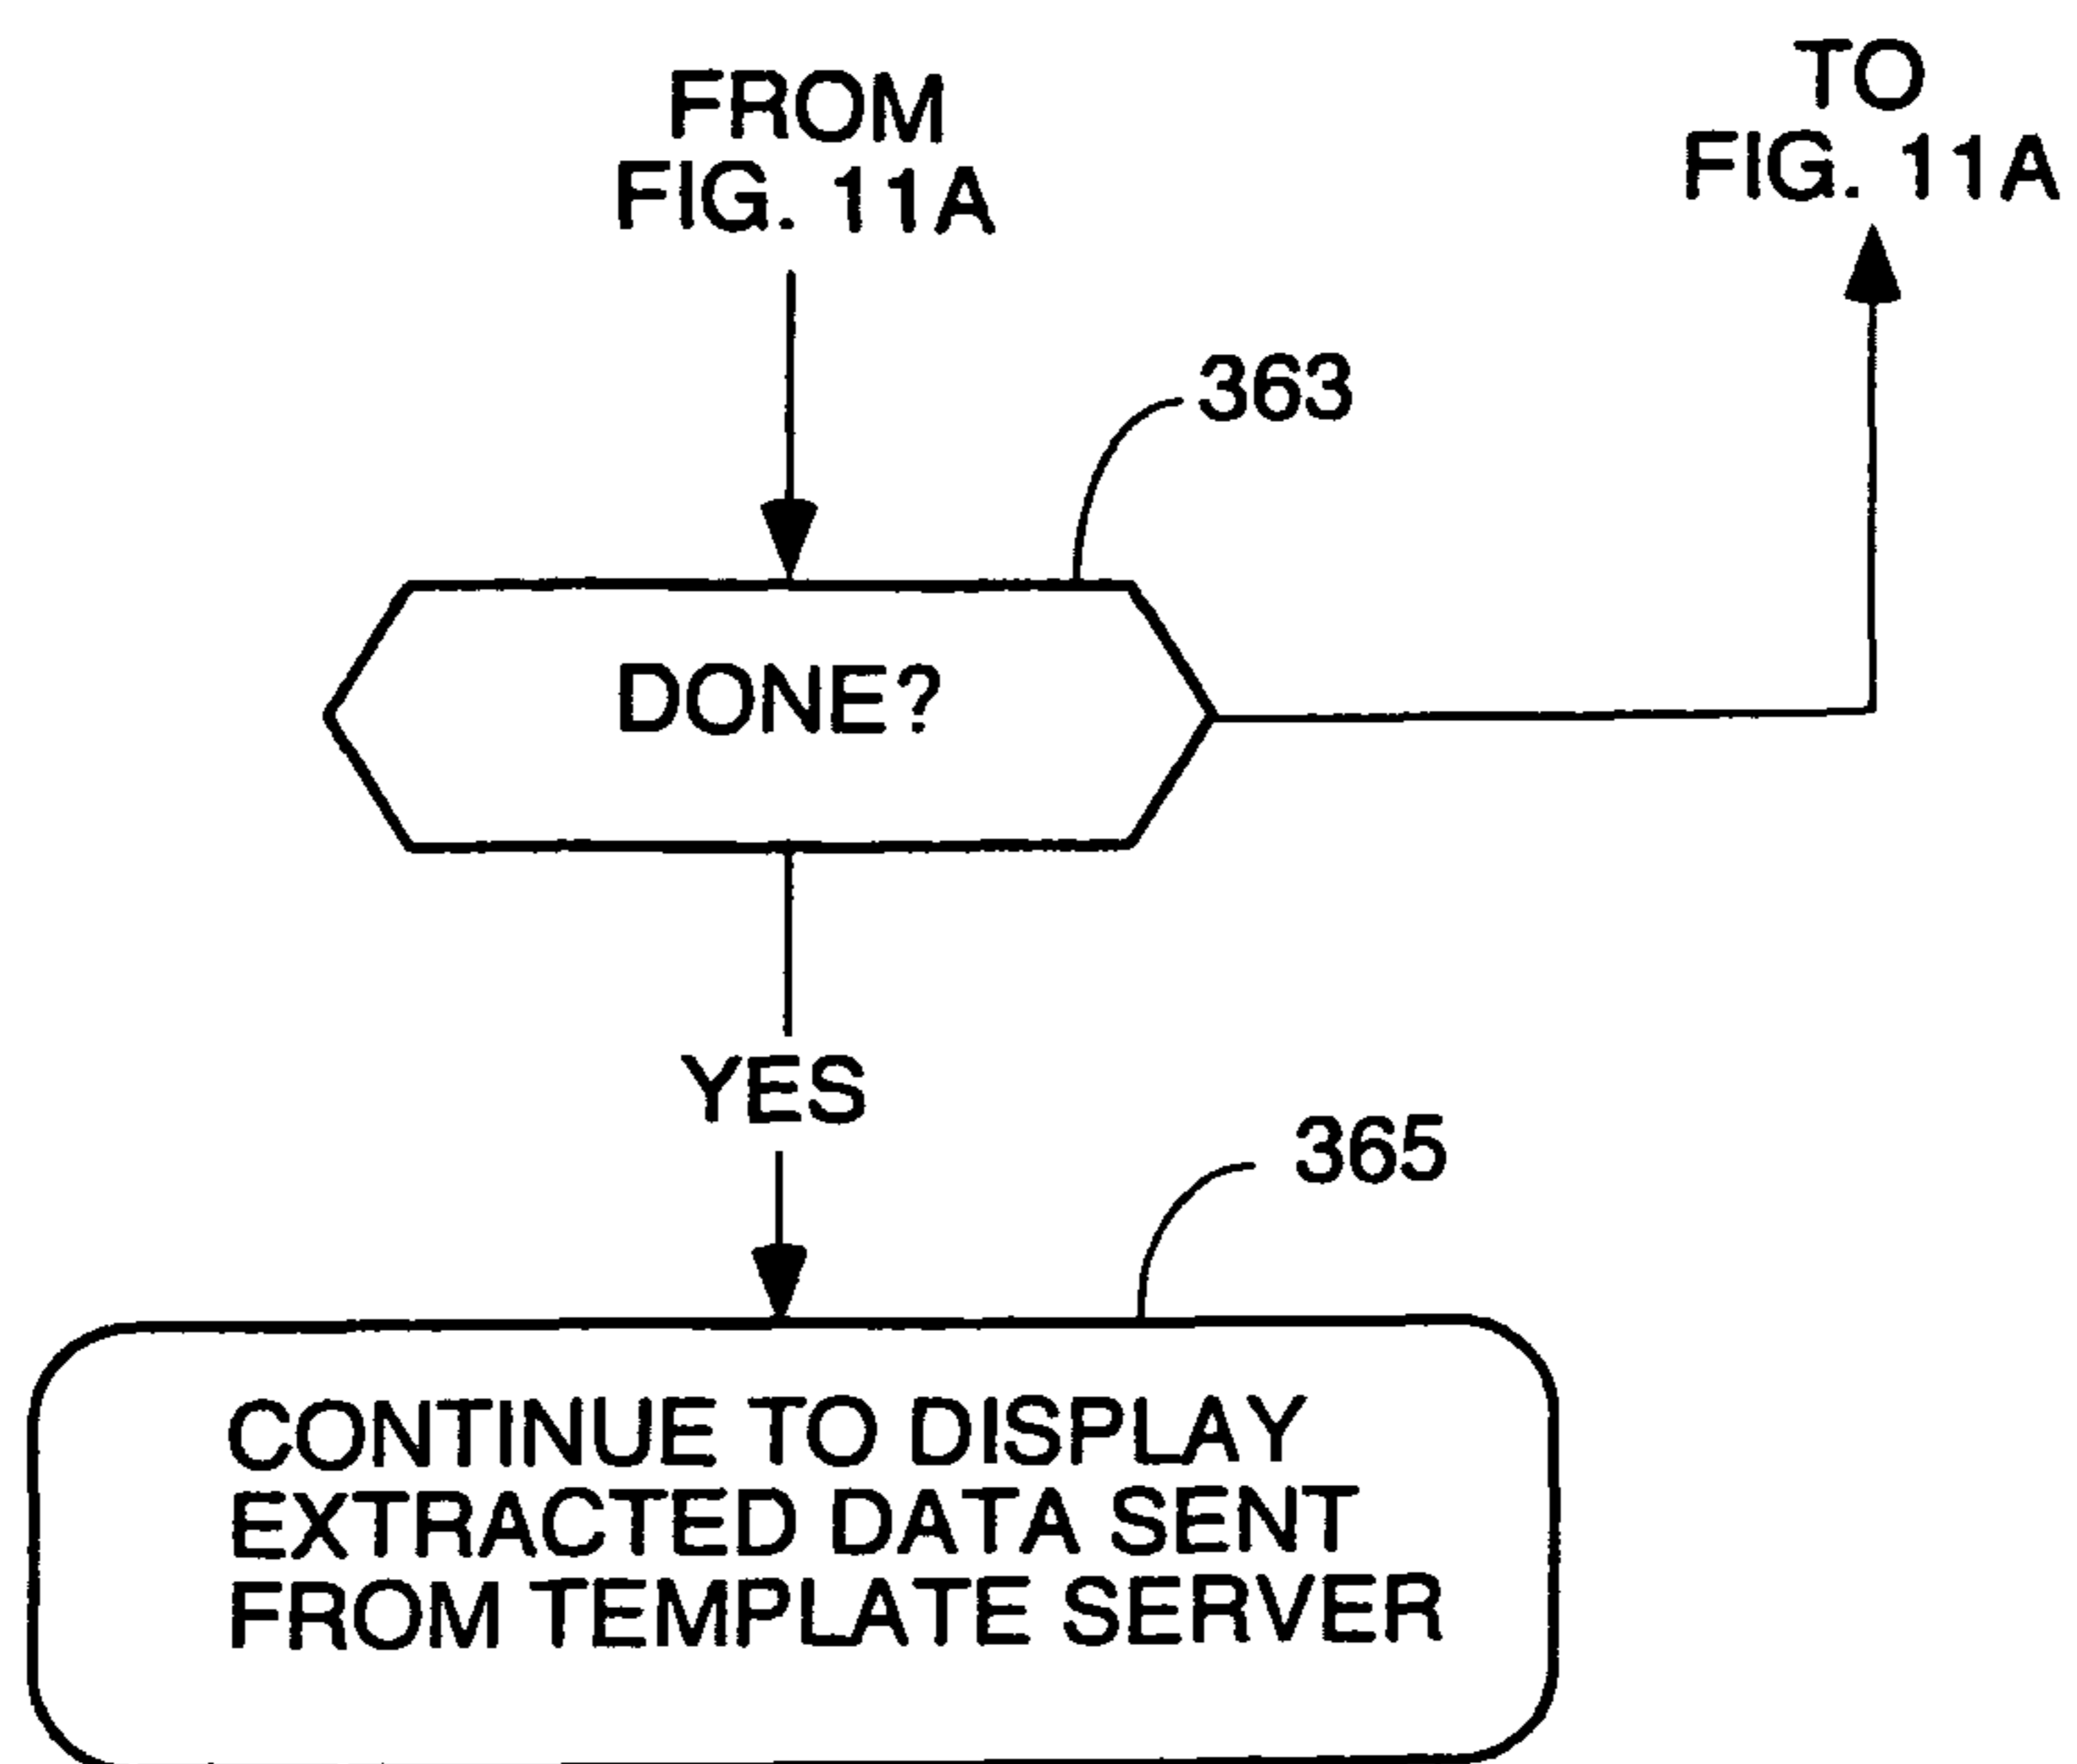 FROM
FIG. 11A
TO
FIG. 11A
363
DONE?
YES
365
CONTINUE TO DISPLAY
EXTRACTED DATA SENT
FROM TEMPLATE SERVER